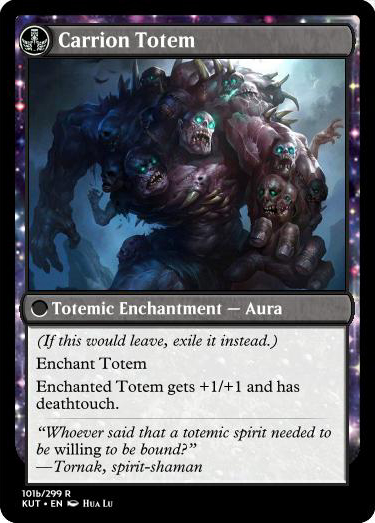 Carrion Totem
Totemic Enchantment — Aura
(If this would leave, exile it instead.)
Enchant Totem
Enchanted Totem gets +1/+1 and has
deathtouch.
“Whoever said that a totemic spirit needed to
be willing to be bound?”
—Tornak, spirit-shaman
101b/299 R
KUT • EN Hua Lu